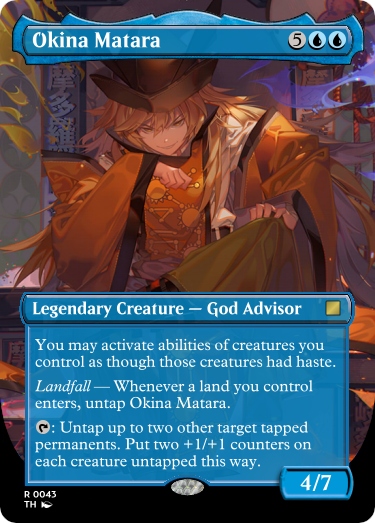 Okina Matara 5
Legendary Creature — God Advisor
You may activate abilities of creatures you
control as though those creatures had haste.
Landfall — Whenever a land you control
enters, untap Okina Matara.
: Untap up to two other target tapped
permanents. Put two +1/+1 counters on
each creature untapped this way.
4/7
R 0043
TH